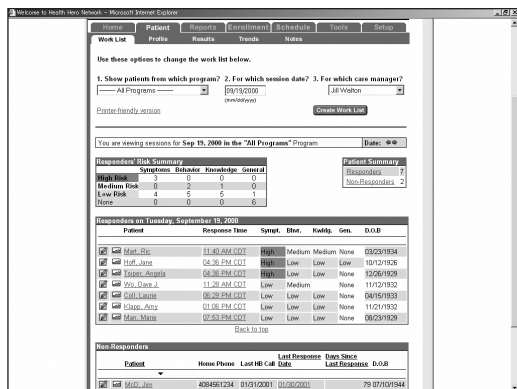 Welcome to Health Hero Network - Microsoft Internet Explorer
Home Patient Reports Enrollment Schedule Tools Setup
Work List Profile Results Trends Notes
Use these options to change the work list below.
1. Show patients from which program? 2. For which session date? 3. For which care manager?
----- All Programs ----- 09/19/2000 Jill Walton
(mm/dd/yyyy)
Printer-friendly version Create Work List
You are viewing sessions for Sep 19, 2000 in the "All Programs" Program Date:
Responders' Risk Summary Patient Summary
Symptoms Behavior Knowledge General Responders 7
High Risk 3 0 0 0 Non-Responders 2
Medium Risk 0 2 1 0
Low Risk 4 5 5 1
None 0 0 0 6
Responders on Tuesday, September 19, 2000
Patient Response Time Sympt. Bhvr. Kwldg. Gen. D.O.B
Mart, Ric 11:40 AM CDT High Medium Medium None 03/23/1934
Hoff, Jane 04:36 PM CDT High Low Low Low 10/12/1926
Tsiper, Angela 04:36 PM CDT High Low Low None 12/26/1929
Wo, Dave J. 11:28 AM CDT Low Medium None 11/12/1932
Coll, Laurie 06:29 PM CDT Low Low Low None 04/15/1933
Klapp, Amy 01:06 PM CDT Low Low Low None 11/21/1932
Man, Marie 07:53 PM CDT Low Low Low None 08/23/1929
Back to top
Non-Responders
Patient Home Phone Last HB Call Last Response Date Days Since Last Response D.O.B
McO, Jim 4084561234 01/31/2001 01/30/2001 79 07/10/1944